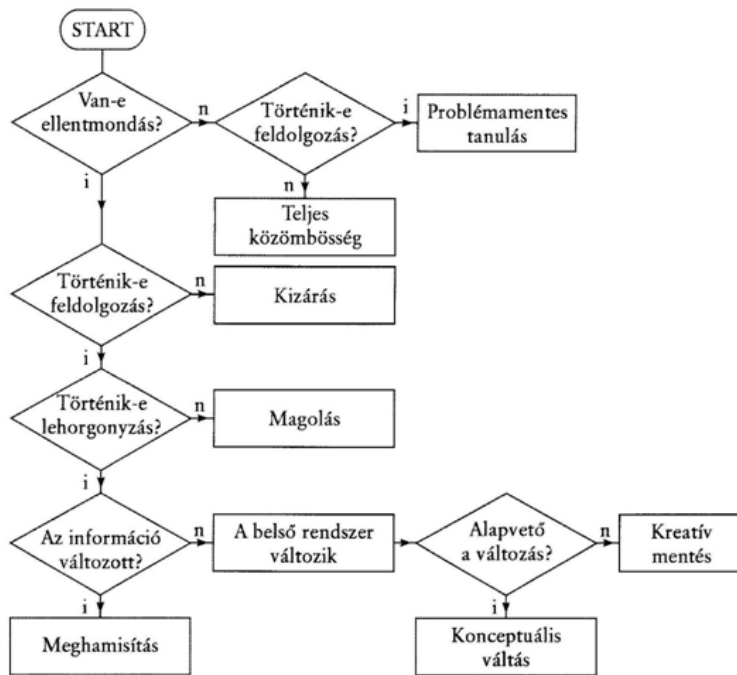 START
Van-e
ellentmondás?
n
Történik-e
feldolgozás?
i
Problémamentes
tanulás
i
n
Teljes
közömbösség
Történik-e
feldolgozás?
n
Kizárás
i
Történik-e
lehorgonyzás?
n
Magolás
i
Az információ
változott?
n
A belső rendszer
változik
Alapvető
a változás?
n
Kreatív
mentés
i
Meghamisítás
i
Konceptuális
váltás